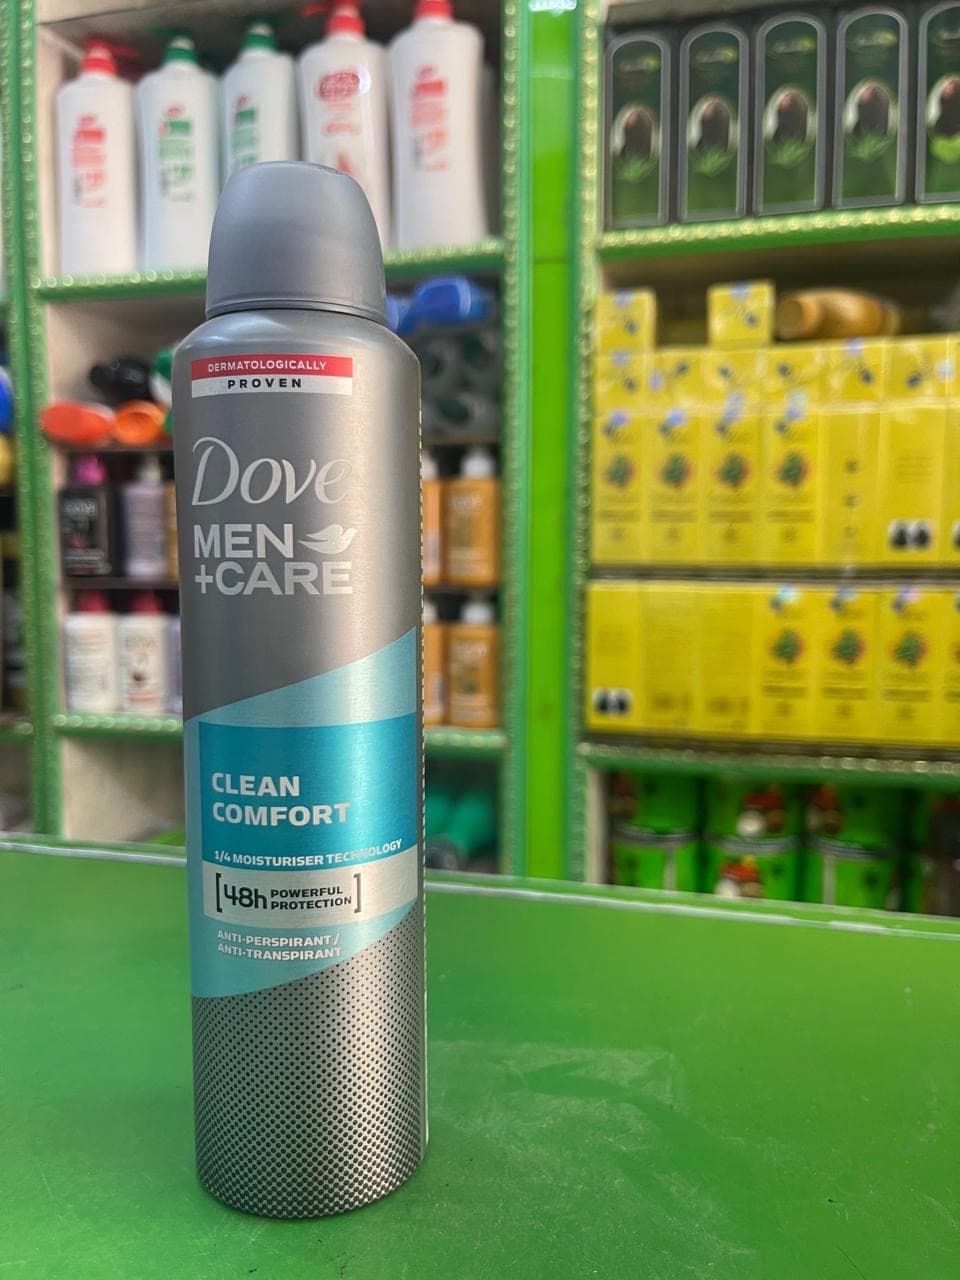 DERMATOLOGICALLY
PROVEN
Dove
MEN
+CARE
CLEAN
COMFORT
1/4 MOISTURISER TECHNOLOGY
[48h POWERFUL
PROTECTION]
ANTI-PERSPIRANT /
ANTI-TRANSPIRANT